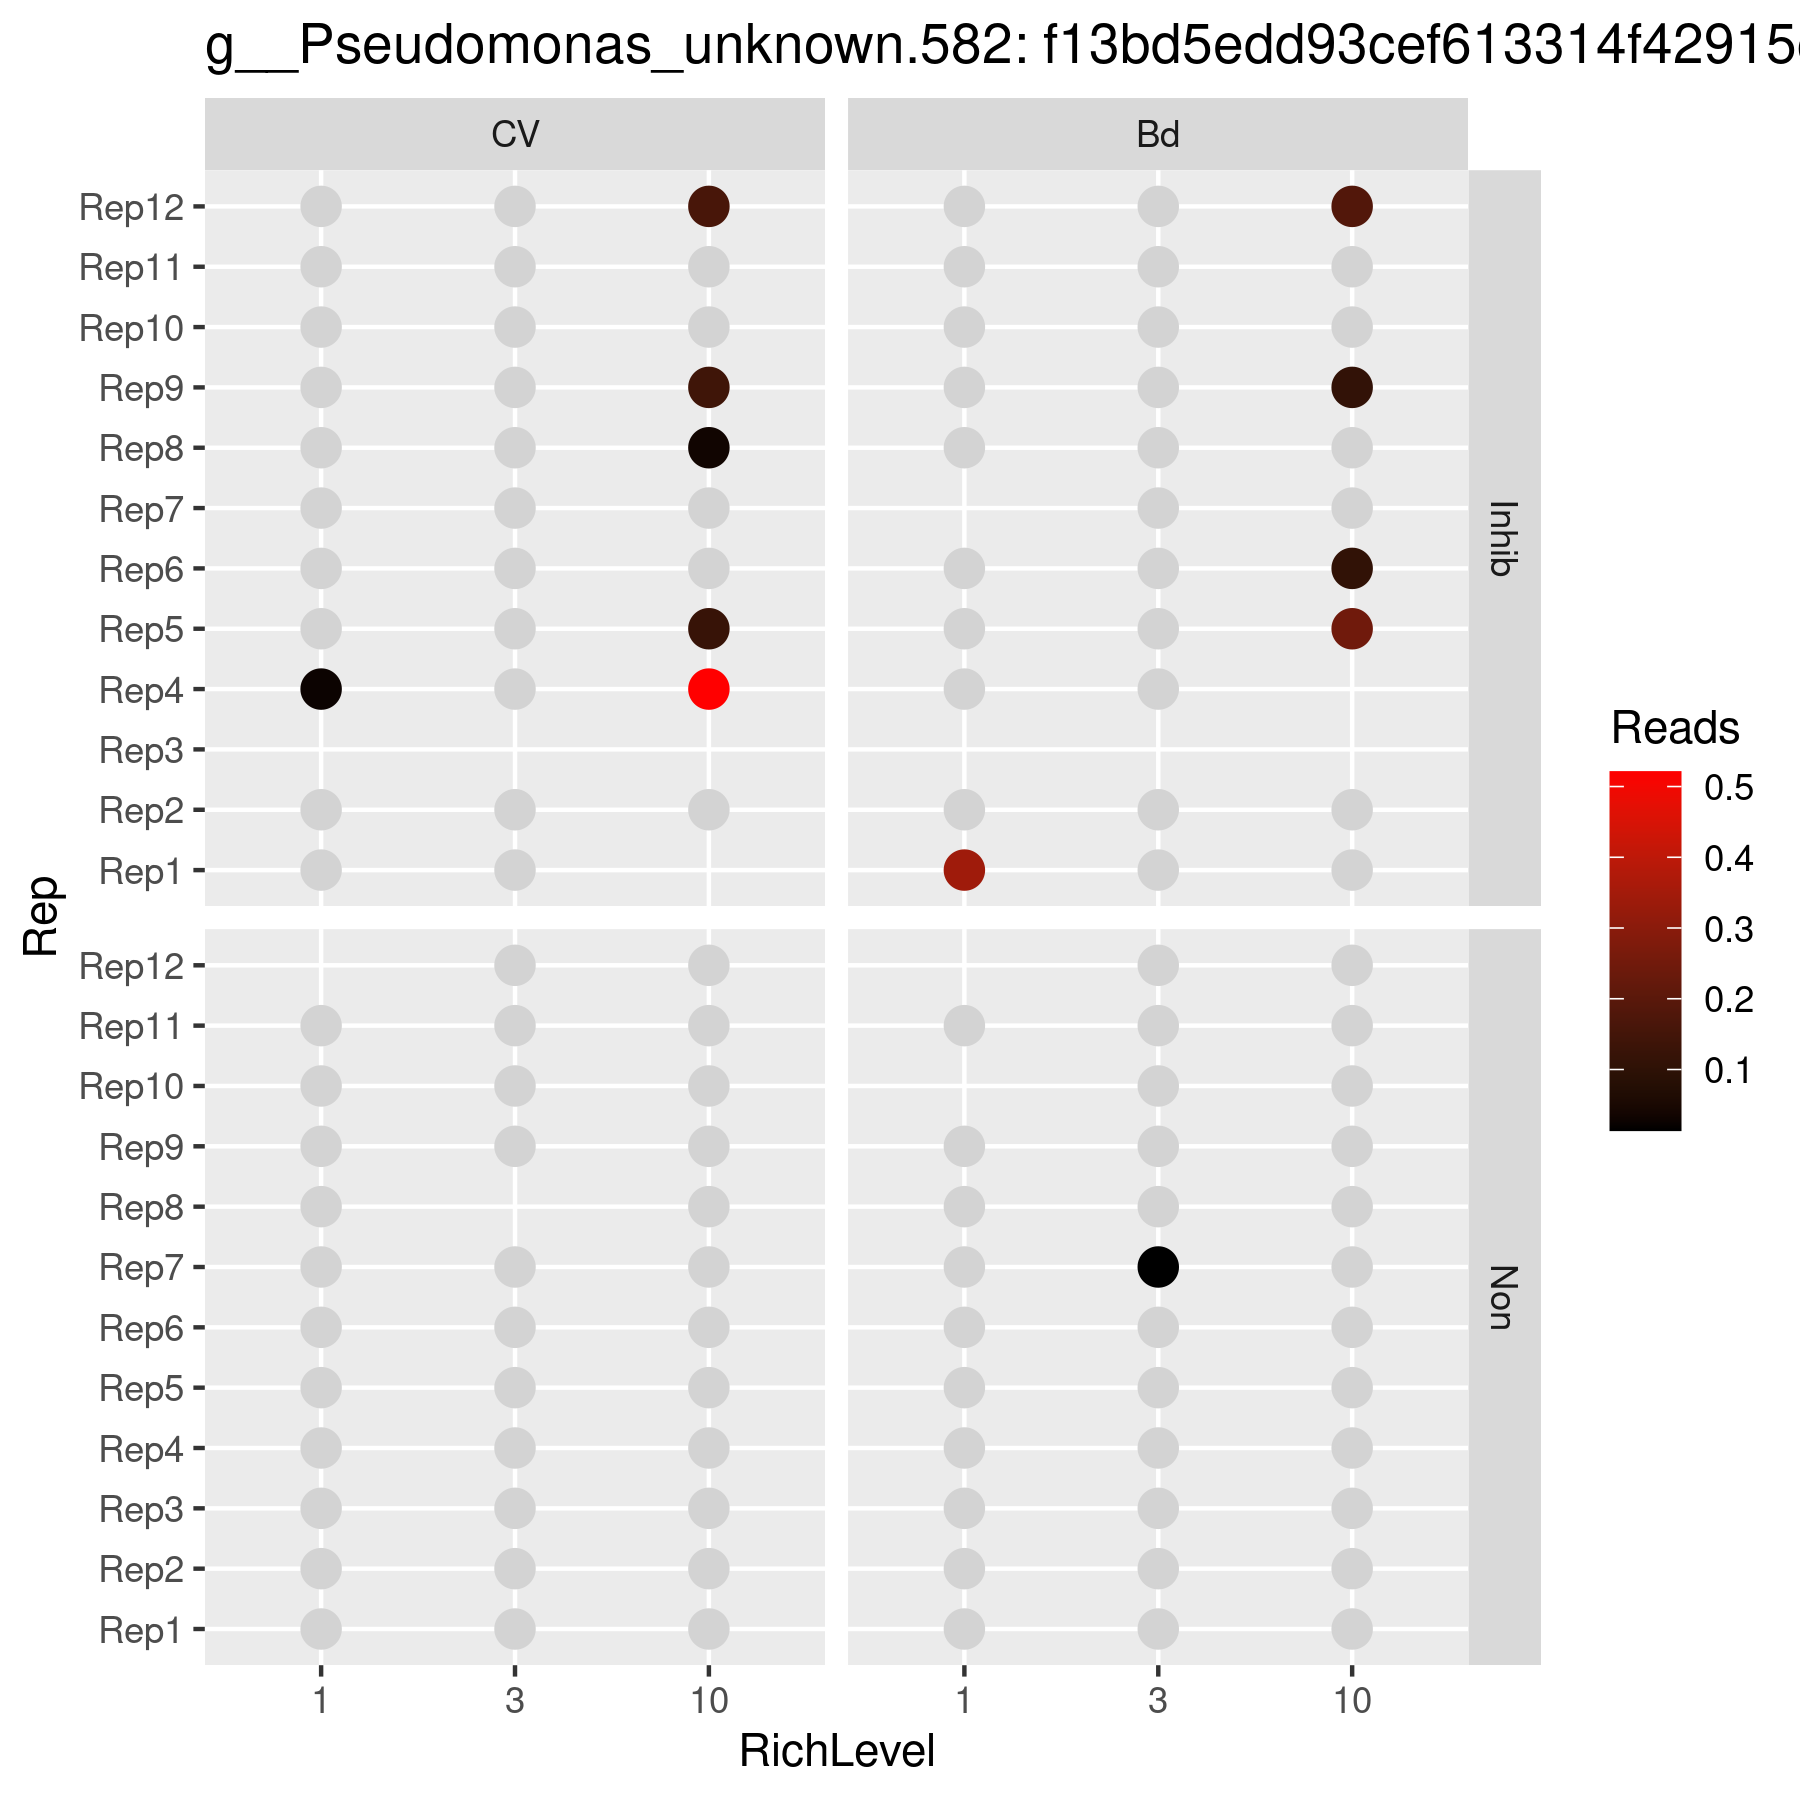 g__Pseudomonas_unknown.582: f13bd5edd93cef613314f42915
CV
Bd
Rep12
Rep11
Rep10
Rep9
Rep8
Rep7
Rep6
Rep5
Rep4
Rep3
Rep2
Rep1
Inhib
Rep
Rep12
Rep11
Rep10
Rep9
Rep8
Rep7
Rep6
Rep5
Rep4
Rep3
Rep2
Rep1
Non
1 3 10
1 3 10
RichLevel
Reads
0.5
0.4
0.3
0.2
0.1